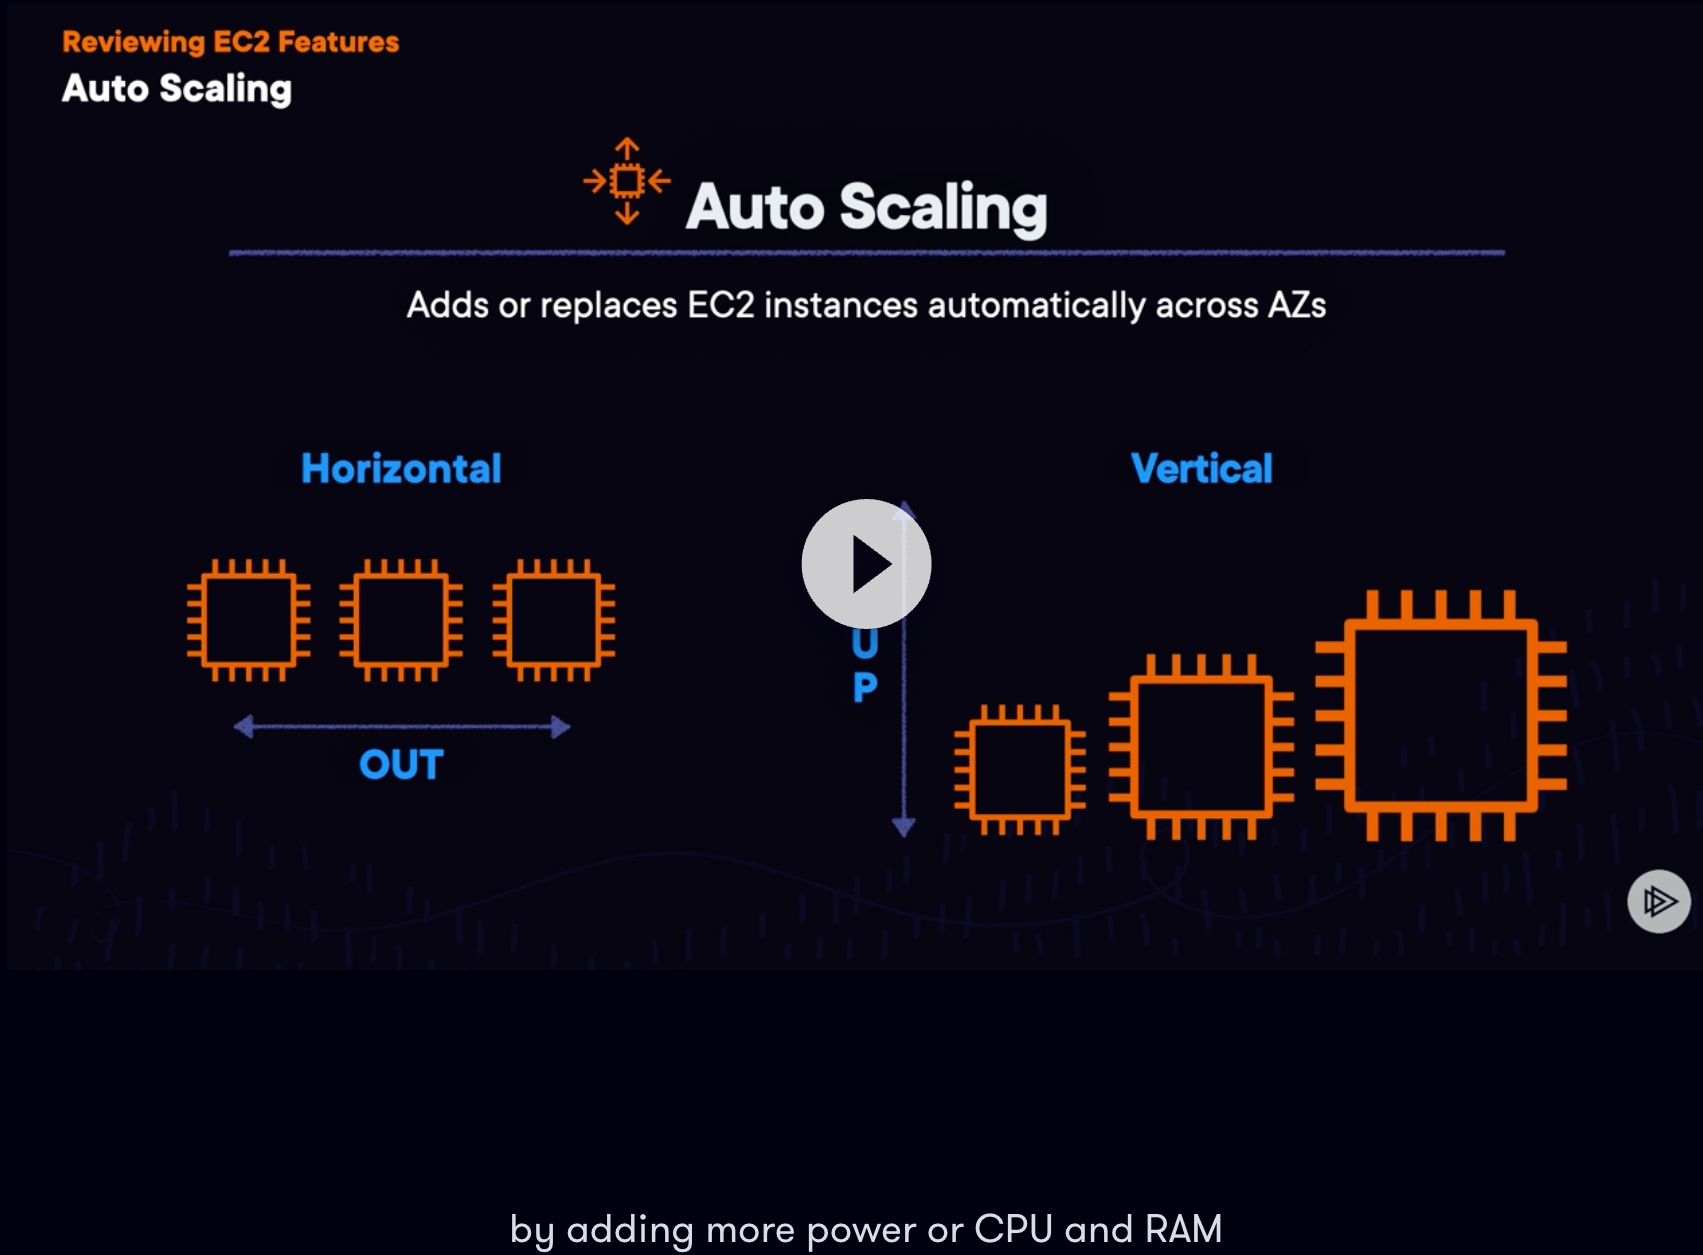 Reviewing EC2 Features
Auto Scaling
Auto Scaling
Adds or replaces EC2 instances automatically across AZs
Horizontal
Vertical
OUT
U
P
by adding more power or CPU and RAM